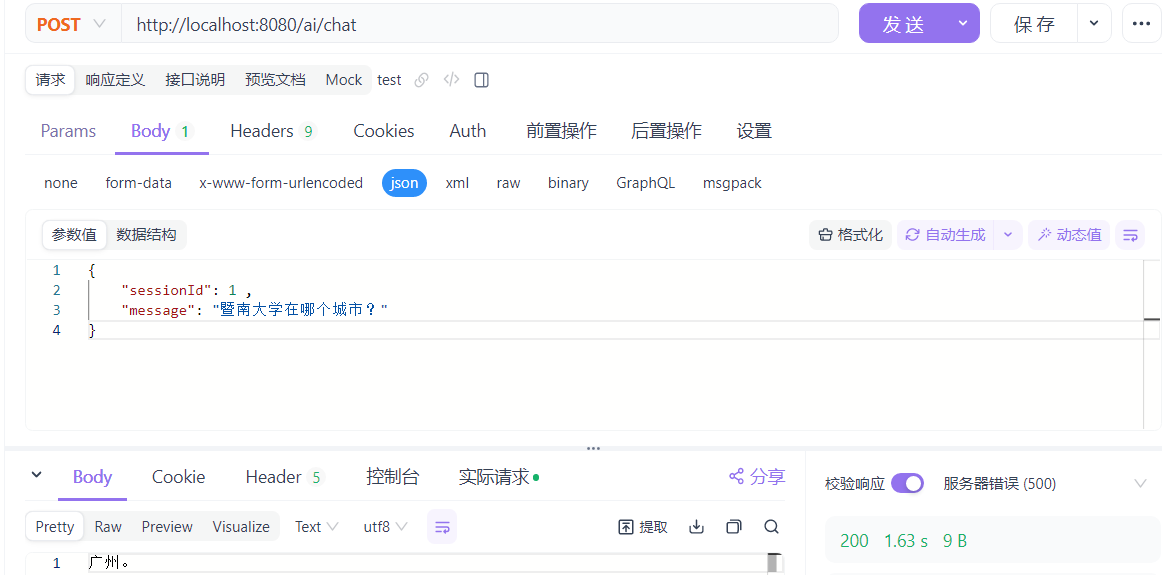 POST http://localhost:8080/ai/chat 发送 保存
请求 响应定义 接口说明 预览文档 Mock test
Params Body 1 Headers 9 Cookies Auth 前置操作 后置操作 设置
none form-data x-www-form-urlencoded json xml raw binary GraphQL msgpack
参数值 数据结构 格式化 自动生成 动态值
1 {
2 "sessionId": 1 ,
3 "message": "暨南大学在哪个城市？"
4 }
Body Cookie Header 5 控制台 实际请求 分享 校验响应 服务器错误 (500)
Pretty Raw Preview Visualize Text utf8 提取
200 1.63 s 9 B
1 广州。